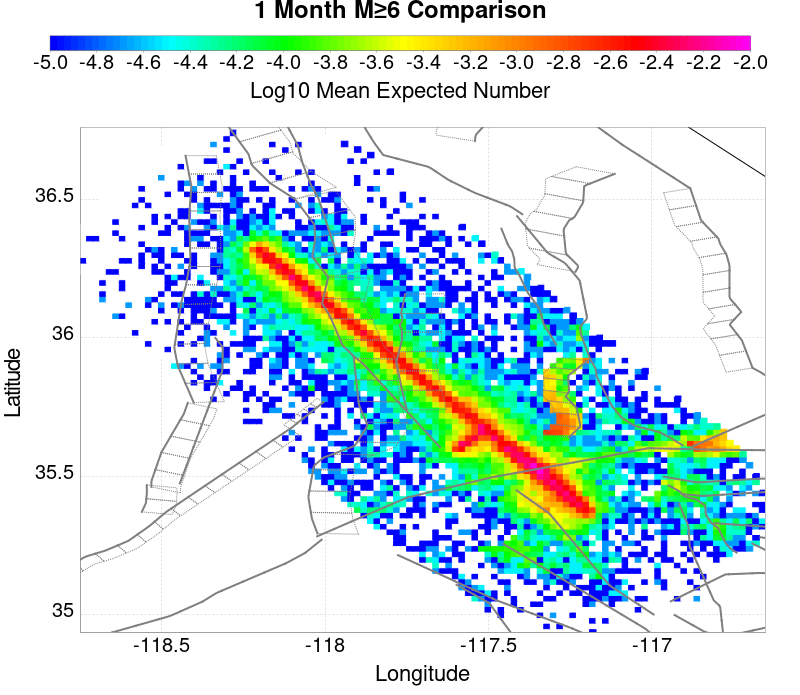 1 Month M≥6 Comparison
-5.0 -4.8 -4.6 -4.4 -4.2 -4.0 -3.8 -3.6 -3.4 -3.2 -3.0 -2.8 -2.6 -2.4 -2.2 -2.0
Log10 Mean Expected Number
36.5
36
35.5
35
Latitude
-118.5 -118 -117.5 -117
Longitude